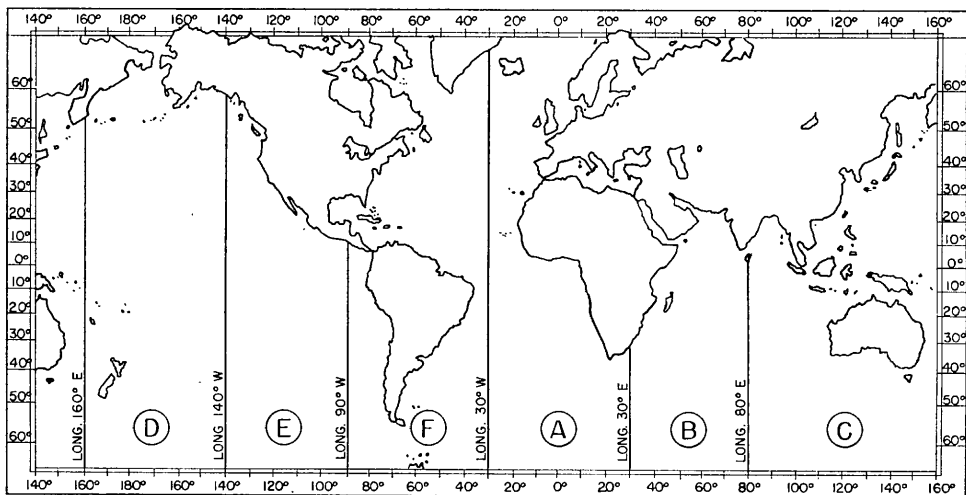 140° 160° 180° 160° 140° 120° 100° 80° 60° 40° 20° 0° 20° 40° 60° 80° 100° 120° 140° 160°
60° 60°
50° 50°
40° 40°
30° 30°
20° 20°
10° 10°
0° 0°
10° 10°
20° 20°
30° 30°
40° 40°
50° 50°
60° 60°
LONG. 160° E
D
LONG 140° W
E
LONG. 90° W
F
LONG. 30° W
A
LONG. 30° E
B
LONG. 80° E
C
140° 160° 180° 160° 140° 120° 100° 80° 60° 40° 20° 0° 20° 40° 60° 80° 100° 120° 140° 160°